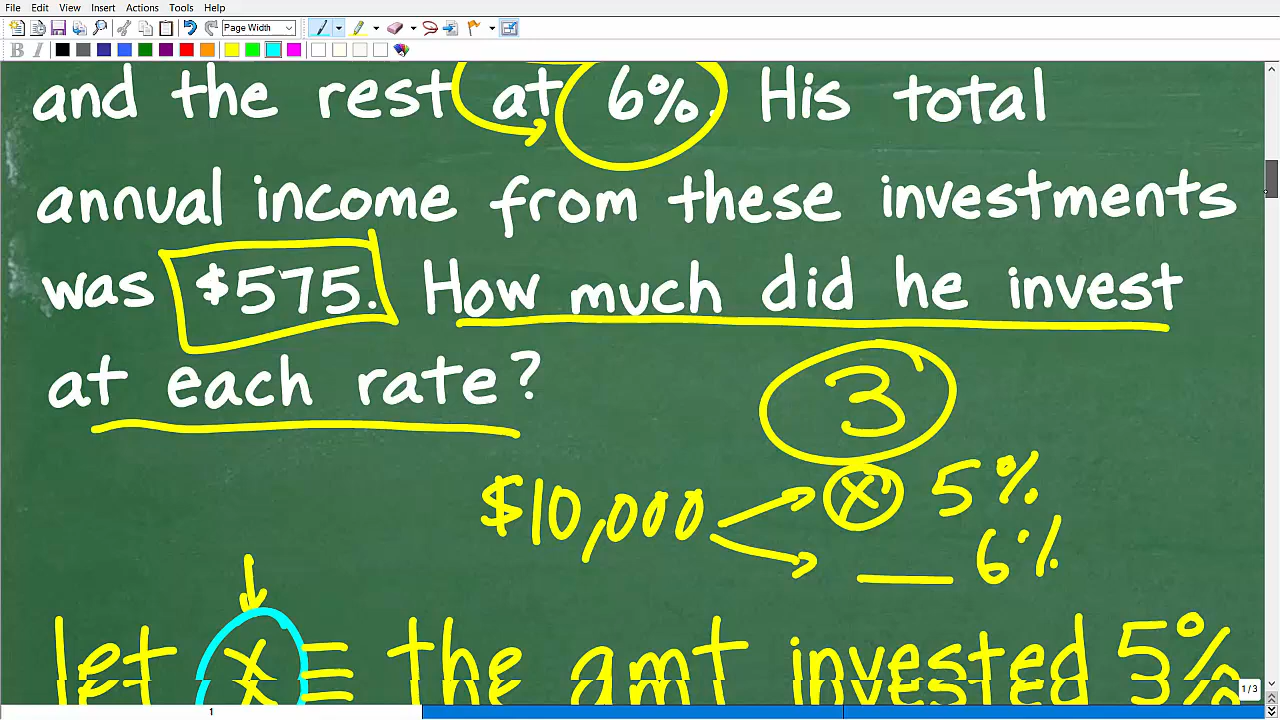 File Edit View Insert Actions Tools Help
Page Width
B I
and the rest at 6%. His total
annual income from these investments
was $575. How much did he invest
at each rate?
3
$10,000 x 5%
6%
let x = the amt invested 5%
1/3
1